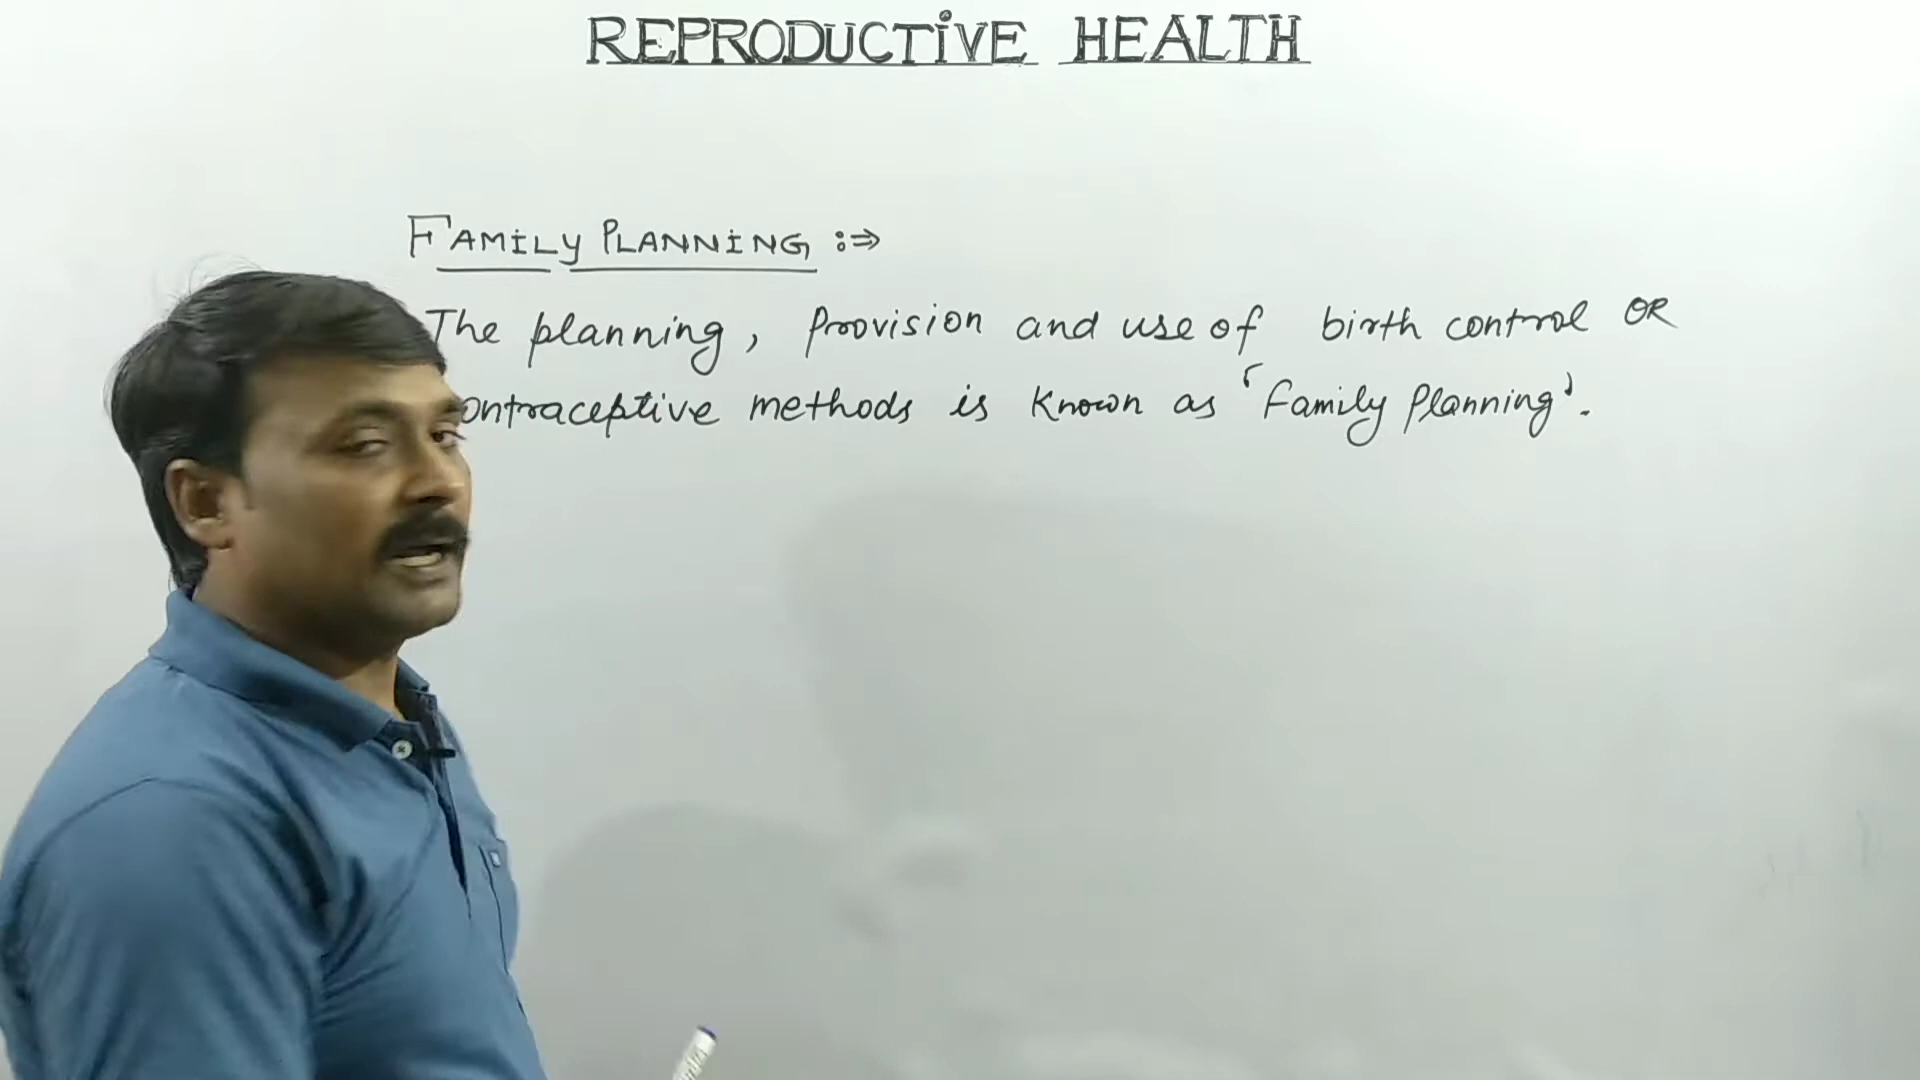 REPRODUCTIVE HEALTH
FAMILY PLANNING :⇒
The planning, Provision and use of birth control OR
ontraceptive methods is known as 'family planning'.